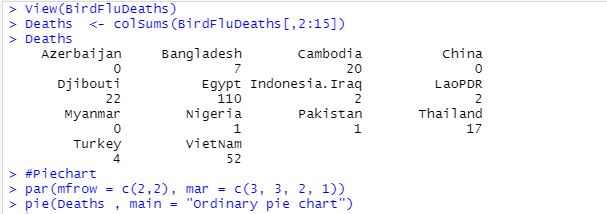 > View(BirdFluDeaths)
> Deaths  <- colSums(BirdFluDeaths[,2:15])
> Deaths
    Azerbaijan     Bangladesh       Cambodia          China
             0              7             20              0
      Djibouti          Egypt Indonesia.Iraq         LaoPDR
            22            110              2              2
       Myanmar        Nigeria       Pakistan       Thailand
             0              1              1             17
        Turkey        VietNam
             4             52
> #Piechart
> par(mfrow = c(2,2), mar = c(3, 3, 2, 1))
> pie(Deaths , main = "Ordinary pie chart")